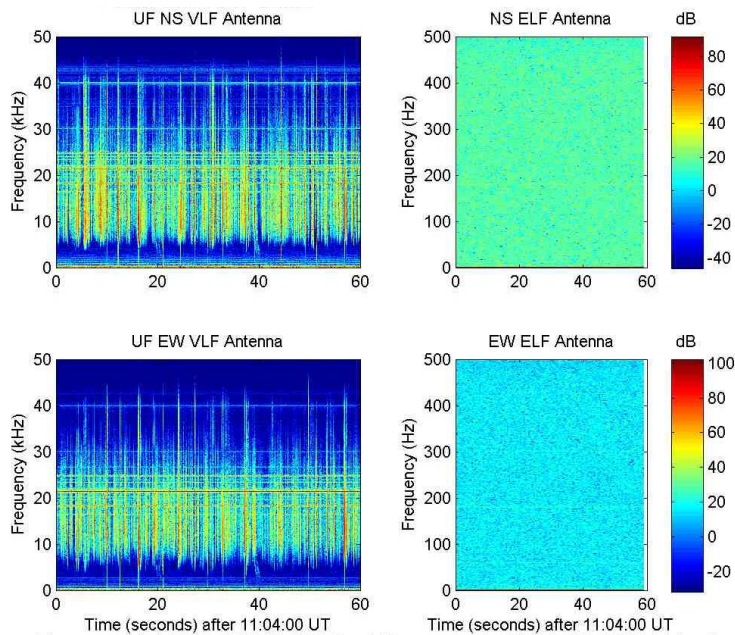 UF NS VLF Antenna
NS ELF Antenna
dB
Frequency (kHz)
50
40
30
20
10
0
0 20 40 60
Frequency (Hz)
500
400
300
200
100
0
0 20 40 60
80
60
40
20
0
-20
-40
UF EW VLF Antenna
EW ELF Antenna
dB
Frequency (kHz)
50
40
30
20
10
0
0 20 40 60
Time (seconds) after 11:04:00 UT
Frequency (Hz)
500
400
300
200
100
0
0 20 40 60
Time (seconds) after 11:04:00 UT
100
80
60
40
20
0
-20